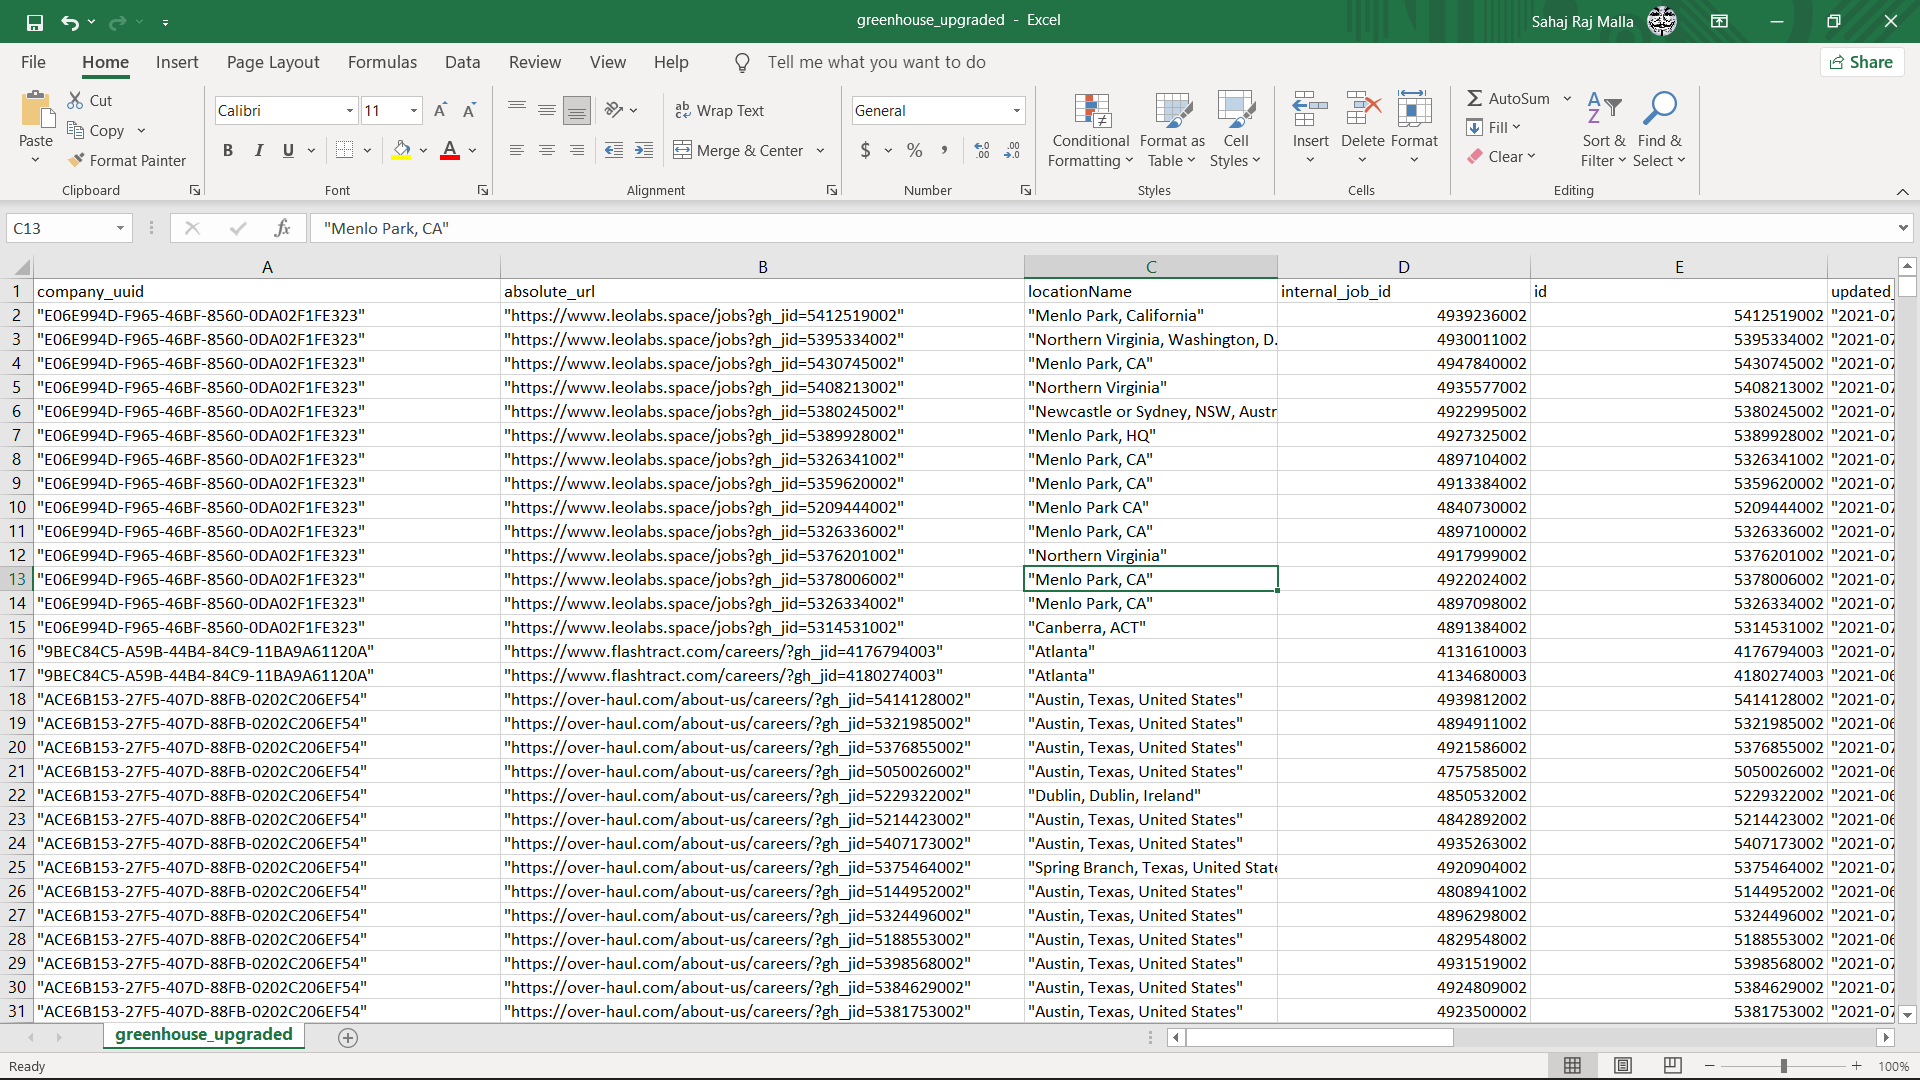 greenhouse_upgraded - Excel
Sahaj Raj Malla
File Home Insert Page Layout Formulas Data Review View Help Tell me what you want to do Share
Paste
Cut
Copy
Format Painter
Clipboard
Calibri 11
B I U
Font
Wrap Text
Merge & Center
Alignment
General
$ % ,
Number
Conditional Formatting
Format as Table
Cell Styles
Styles
Insert Delete Format
Cells
AutoSum
Fill
Clear
Sort & Filter
Find & Select
Editing
C13 fx "Menlo Park, CA"
A B C D E
1 company_uuid absolute_url locationName internal_job_id id updated_
2 "E06E994D-F965-46BF-8560-0DA02F1FE323" "https://www.leolabs.space/jobs?gh_jid=5412519002" "Menlo Park, California" 4939236002 5412519002 "2021-07
3 "E06E994D-F965-46BF-8560-0DA02F1FE323" "https://www.leolabs.space/jobs?gh_jid=5395334002" "Northern Virginia, Washington, D. 4930011002 5395334002 "2021-07
4 "E06E994D-F965-46BF-8560-0DA02F1FE323" "https://www.leolabs.space/jobs?gh_jid=5430745002" "Menlo Park, CA" 4947840002 5430745002 "2021-07
5 "E06E994D-F965-46BF-8560-0DA02F1FE323" "https://www.leolabs.space/jobs?gh_jid=5408213002" "Northern Virginia" 4935577002 5408213002 "2021-07
6 "E06E994D-F965-46BF-8560-0DA02F1FE323" "https://www.leolabs.space/jobs?gh_jid=5380245002" "Newcastle or Sydney, NSW, Austr 4922995002 5380245002 "2021-07
7 "E06E994D-F965-46BF-8560-0DA02F1FE323" "https://www.leolabs.space/jobs?gh_jid=5389928002" "Menlo Park, HQ" 4927325002 5389928002 "2021-07
8 "E06E994D-F965-46BF-8560-0DA02F1FE323" "https://www.leolabs.space/jobs?gh_jid=5326341002" "Menlo Park, CA" 4897104002 5326341002 "2021-07
9 "E06E994D-F965-46BF-8560-0DA02F1FE323" "https://www.leolabs.space/jobs?gh_jid=5359620002" "Menlo Park, CA" 4913384002 5359620002 "2021-07
10 "E06E994D-F965-46BF-8560-0DA02F1FE323" "https://www.leolabs.space/jobs?gh_jid=5209444002" "Menlo Park CA" 4840730002 5209444002 "2021-07
11 "E06E994D-F965-46BF-8560-0DA02F1FE323" "https://www.leolabs.space/jobs?gh_jid=5326336002" "Menlo Park, CA" 4897100002 5326336002 "2021-07
12 "E06E994D-F965-46BF-8560-0DA02F1FE323" "https://www.leolabs.space/jobs?gh_jid=5376201002" "Northern Virginia" 4917999002 5376201002 "2021-07
13 "E06E994D-F965-46BF-8560-0DA02F1FE323" "https://www.leolabs.space/jobs?gh_jid=5378006002" "Menlo Park, CA" 4922024002 5378006002 "2021-07
14 "E06E994D-F965-46BF-8560-0DA02F1FE323" "https://www.leolabs.space/jobs?gh_jid=5326334002" "Menlo Park, CA" 4897098002 5326334002 "2021-07
15 "E06E994D-F965-46BF-8560-0DA02F1FE323" "https://www.leolabs.space/jobs?gh_jid=5314531002" "Canberra, ACT" 4891384002 5314531002 "2021-07
16 "9BEC84C5-A59B-44B4-84C9-11BA9A61120A" "https://www.flashtract.com/careers/?gh_jid=4176794003" "Atlanta" 4131610003 4176794003 "2021-07
17 "9BEC84C5-A59B-44B4-84C9-11BA9A61120A" "https://www.flashtract.com/careers/?gh_jid=4180274003" "Atlanta" 4134680003 4180274003 "2021-06
18 "ACE6B153-27F5-407D-88FB-0202C206EF54" "https://over-haul.com/about-us/careers/?gh_jid=5414128002" "Austin, Texas, United States" 4939812002 5414128002 "2021-07
19 "ACE6B153-27F5-407D-88FB-0202C206EF54" "https://over-haul.com/about-us/careers/?gh_jid=5321985002" "Austin, Texas, United States" 4894911002 5321985002 "2021-06
20 "ACE6B153-27F5-407D-88FB-0202C206EF54" "https://over-haul.com/about-us/careers/?gh_jid=5376855002" "Austin, Texas, United States" 4921586002 5376855002 "2021-07
21 "ACE6B153-27F5-407D-88FB-0202C206EF54" "https://over-haul.com/about-us/careers/?gh_jid=5050026002" "Austin, Texas, United States" 4757585002 5050026002 "2021-06
22 "ACE6B153-27F5-407D-88FB-0202C206EF54" "https://over-haul.com/about-us/careers/?gh_jid=5229322002" "Dublin, Dublin, Ireland" 4850532002 5229322002 "2021-06
23 "ACE6B153-27F5-407D-88FB-0202C206EF54" "https://over-haul.com/about-us/careers/?gh_jid=5214423002" "Austin, Texas, United States" 4842892002 5214423002 "2021-06
24 "ACE6B153-27F5-407D-88FB-0202C206EF54" "https://over-haul.com/about-us/careers/?gh_jid=5407173002" "Austin, Texas, United States" 4935263002 5407173002 "2021-07
25 "ACE6B153-27F5-407D-88FB-0202C206EF54" "https://over-haul.com/about-us/careers/?gh_jid=5375464002" "Spring Branch, Texas, United State 4920904002 5375464002 "2021-07
26 "ACE6B153-27F5-407D-88FB-0202C206EF54" "https://over-haul.com/about-us/careers/?gh_jid=5144952002" "Austin, Texas, United States" 4808941002 5144952002 "2021-06
27 "ACE6B153-27F5-407D-88FB-0202C206EF54" "https://over-haul.com/about-us/careers/?gh_jid=5324496002" "Austin, Texas, United States" 4896298002 5324496002 "2021-07
28 "ACE6B153-27F5-407D-88FB-0202C206EF54" "https://over-haul.com/about-us/careers/?gh_jid=5188553002" "Austin, Texas, United States" 4829548002 5188553002 "2021-06
29 "ACE6B153-27F5-407D-88FB-0202C206EF54" "https://over-haul.com/about-us/careers/?gh_jid=5398568002" "Austin, Texas, United States" 4931519002 5398568002 "2021-07
30 "ACE6B153-27F5-407D-88FB-0202C206EF54" "https://over-haul.com/about-us/careers/?gh_jid=5384629002" "Austin, Texas, United States" 4924809002 5384629002 "2021-07
31 "ACE6B153-27F5-407D-88FB-0202C206EF54" "https://over-haul.com/about-us/careers/?gh_jid=5381753002" "Austin, Texas, United States" 4923500002 5381753002 "2021-07
greenhouse_upgraded
Ready 100%